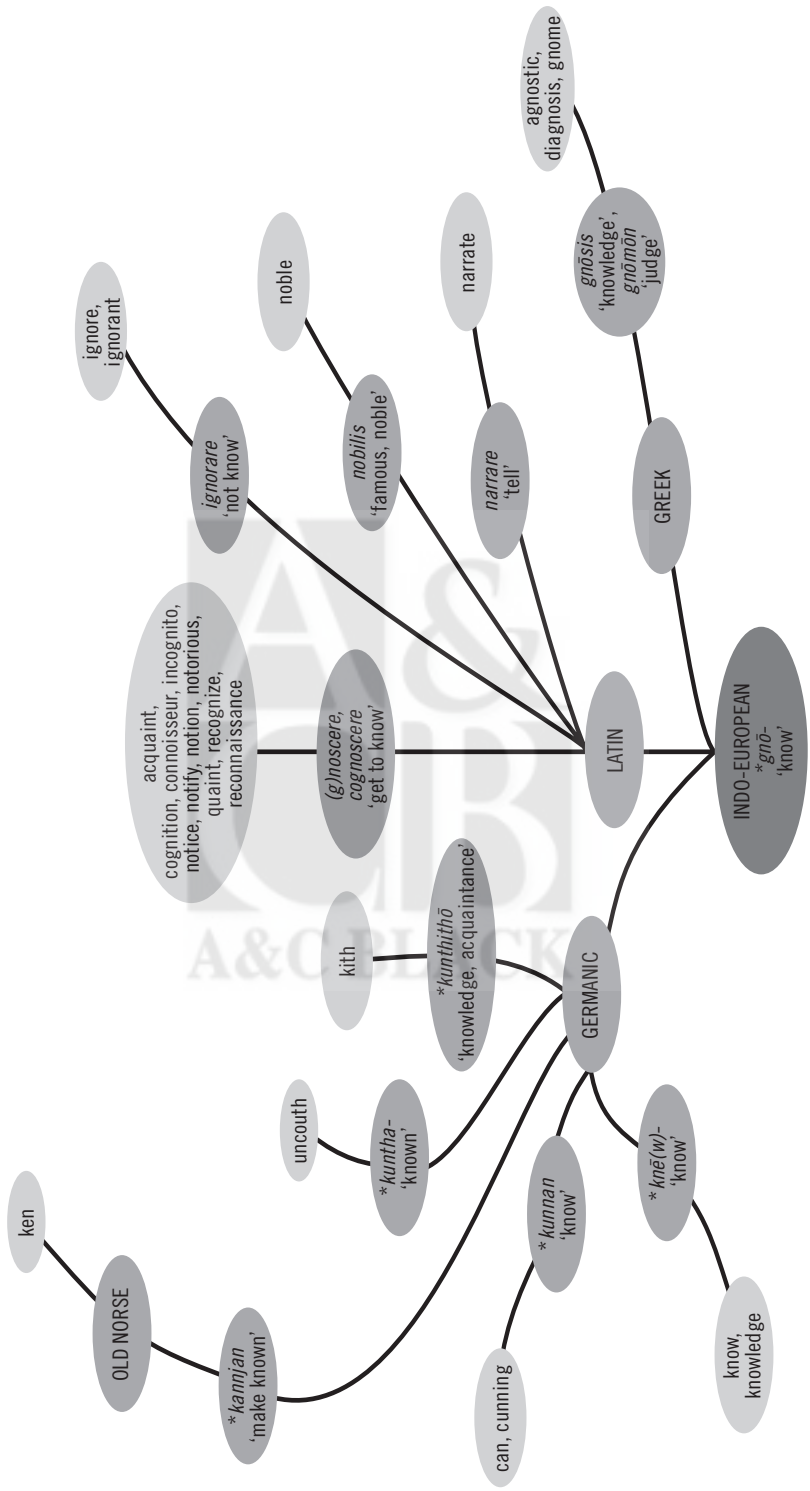 ken
OLD NORSE
*kannjan
'make known'
uncouth
*kuntha-
'known'
can, cunning
*kunnan
'know'
know,
knowledge
*knē(w)-
'know'
kith
*kunthithō
'knowledge, acquaintance'
GERMANIC
acquaint,
cognition, connoisseur, incognito,
notice, notify, notion, notorious,
quaint, recognize,
reconnaissance
(g)noscere,
cognoscere
'get to know'
LATIN
INDO-EUROPEAN
*gnō-
'know'
ignore,
ignorant
ignorare
'not know'
noble
nobilis
'famous, noble'
narrate
narrare
'tell'
GREEK
gnōsis
'knowledge',
gnōmōn
'judge'
agnostic,
diagnosis, gnome
A&
CB
A&C BLACK